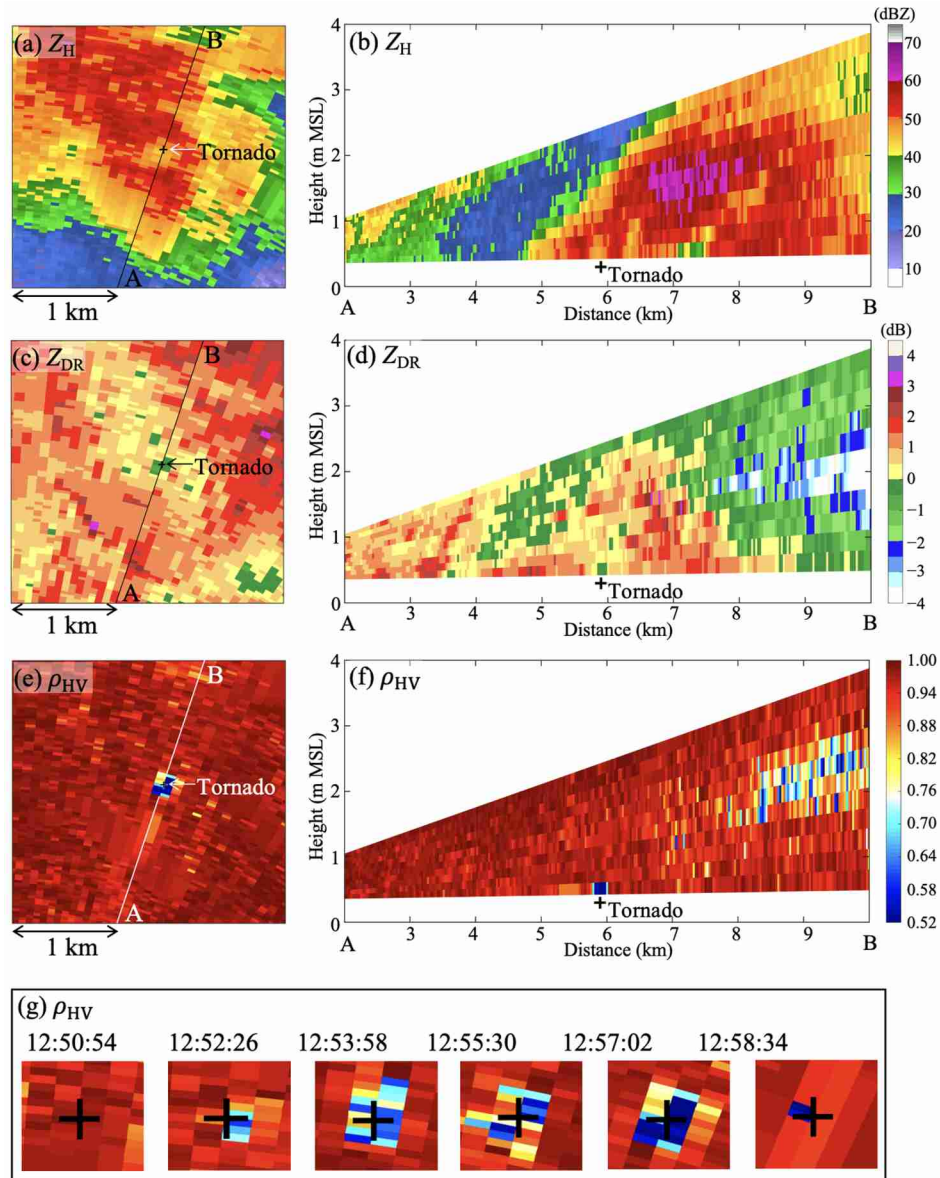 (a) Z_H
B
Tornado
A
1 km
(b) Z_H
(dBZ)
Height (m MSL)
4
3
2
1
0
Tornado
A 3 4 5 6 7 8 9 B
Distance (km)
70
60
50
40
30
20
10
(c) Z_DR
B
Tornado
A
1 km
(d) Z_DR
(dB)
Height (m MSL)
4
3
2
1
0
Tornado
A 3 4 5 6 7 8 9 B
Distance (km)
4
3
2
1
0
−1
−2
−3
−4
(e) ρ_HV
B
Tornado
A
1 km
(f) ρ_HV
Height (m MSL)
4
3
2
1
0
Tornado
A 3 4 5 6 7 8 9 B
Distance (km)
1.00
0.94
0.88
0.82
0.76
0.70
0.64
0.58
0.52
(g) ρ_HV
12:50:54 12:52:26 12:53:58 12:55:30 12:57:02 12:58:34